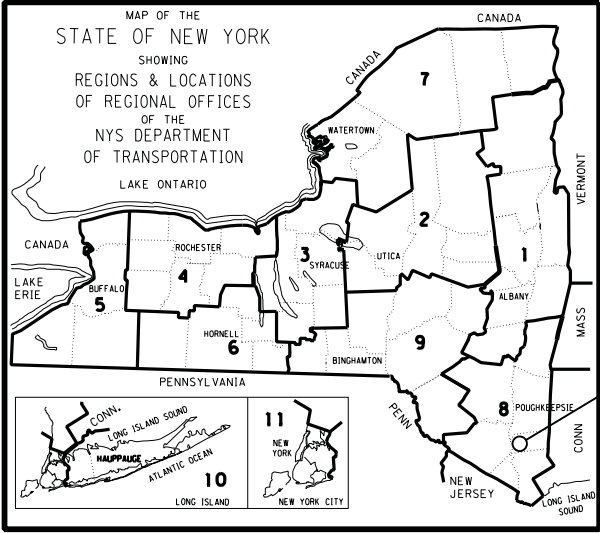 MAP OF THE
STATE OF NEW YORK
SHOWING
REGIONS & LOCATIONS
OF REGIONAL OFFICES
OF THE
NYS DEPARTMENT
OF TRANSPORTATION
CANADA
CANADA
7
WATERTOWN
LAKE ONTARIO
VERMONT
2
CANADA
ROCHESTER
3
SYRACUSE
UTICA
1
4
LAKE
ERIE
BUFFALO
5
ALBANY
MASS
HORNELL
6
9
BINGHAMTON
PENNSYLVANIA
PENN
8
POUGHKEEPSIE
CONN
NEW
JERSEY
LONG ISLAND
SOUND
CONN.
LONG ISLAND SOUND
HAUPPAUGE
ATLANTIC OCEAN
10
LONG ISLAND
11
NEW
YORK
NEW YORK CITY